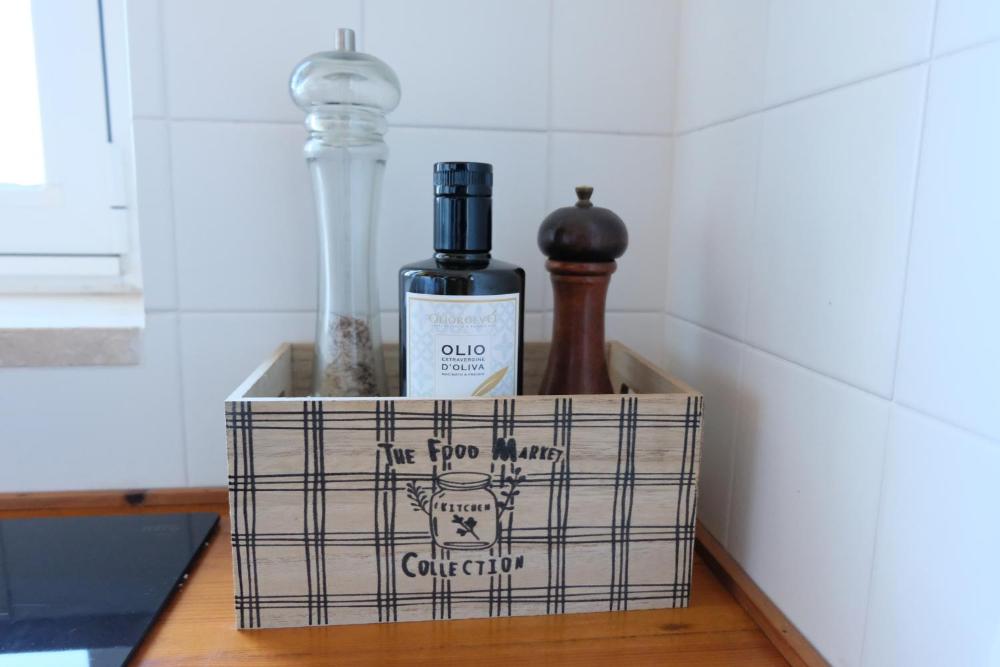 OLIO
EXTRAVERGINE
D'OLIVA
THE FOOD MARKET
KITCHEN
COLLECTION